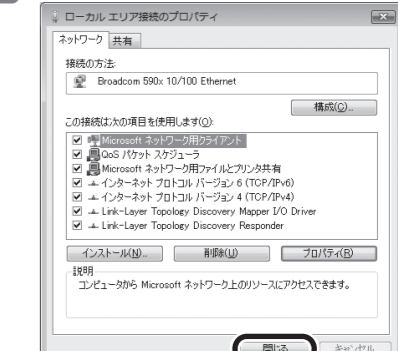 ローカル エリア接続のプロパティ
ネットワーク 共有
接続の方法:
Broadcom 590x 10/100 Ethernet
構成(C)...
この接続は次の項目を使用します(O):
Microsoft ネットワーク用クライアント
QoS パケット スケジューラ
Microsoft ネットワーク用ファイルとプリンタ共有
インターネット プロトコル バージョン 6 (TCP/IPv6)
インターネット プロトコル バージョン 4 (TCP/IPv4)
Link-Layer Topology Discovery Mapper I/O Driver
Link-Layer Topology Discovery Responder
インストール(N)... 削除(U) プロパティ(R)
説明
コンピュータから Microsoft ネットワーク上のリソースにアクセスできます。
閉じる キャンセル